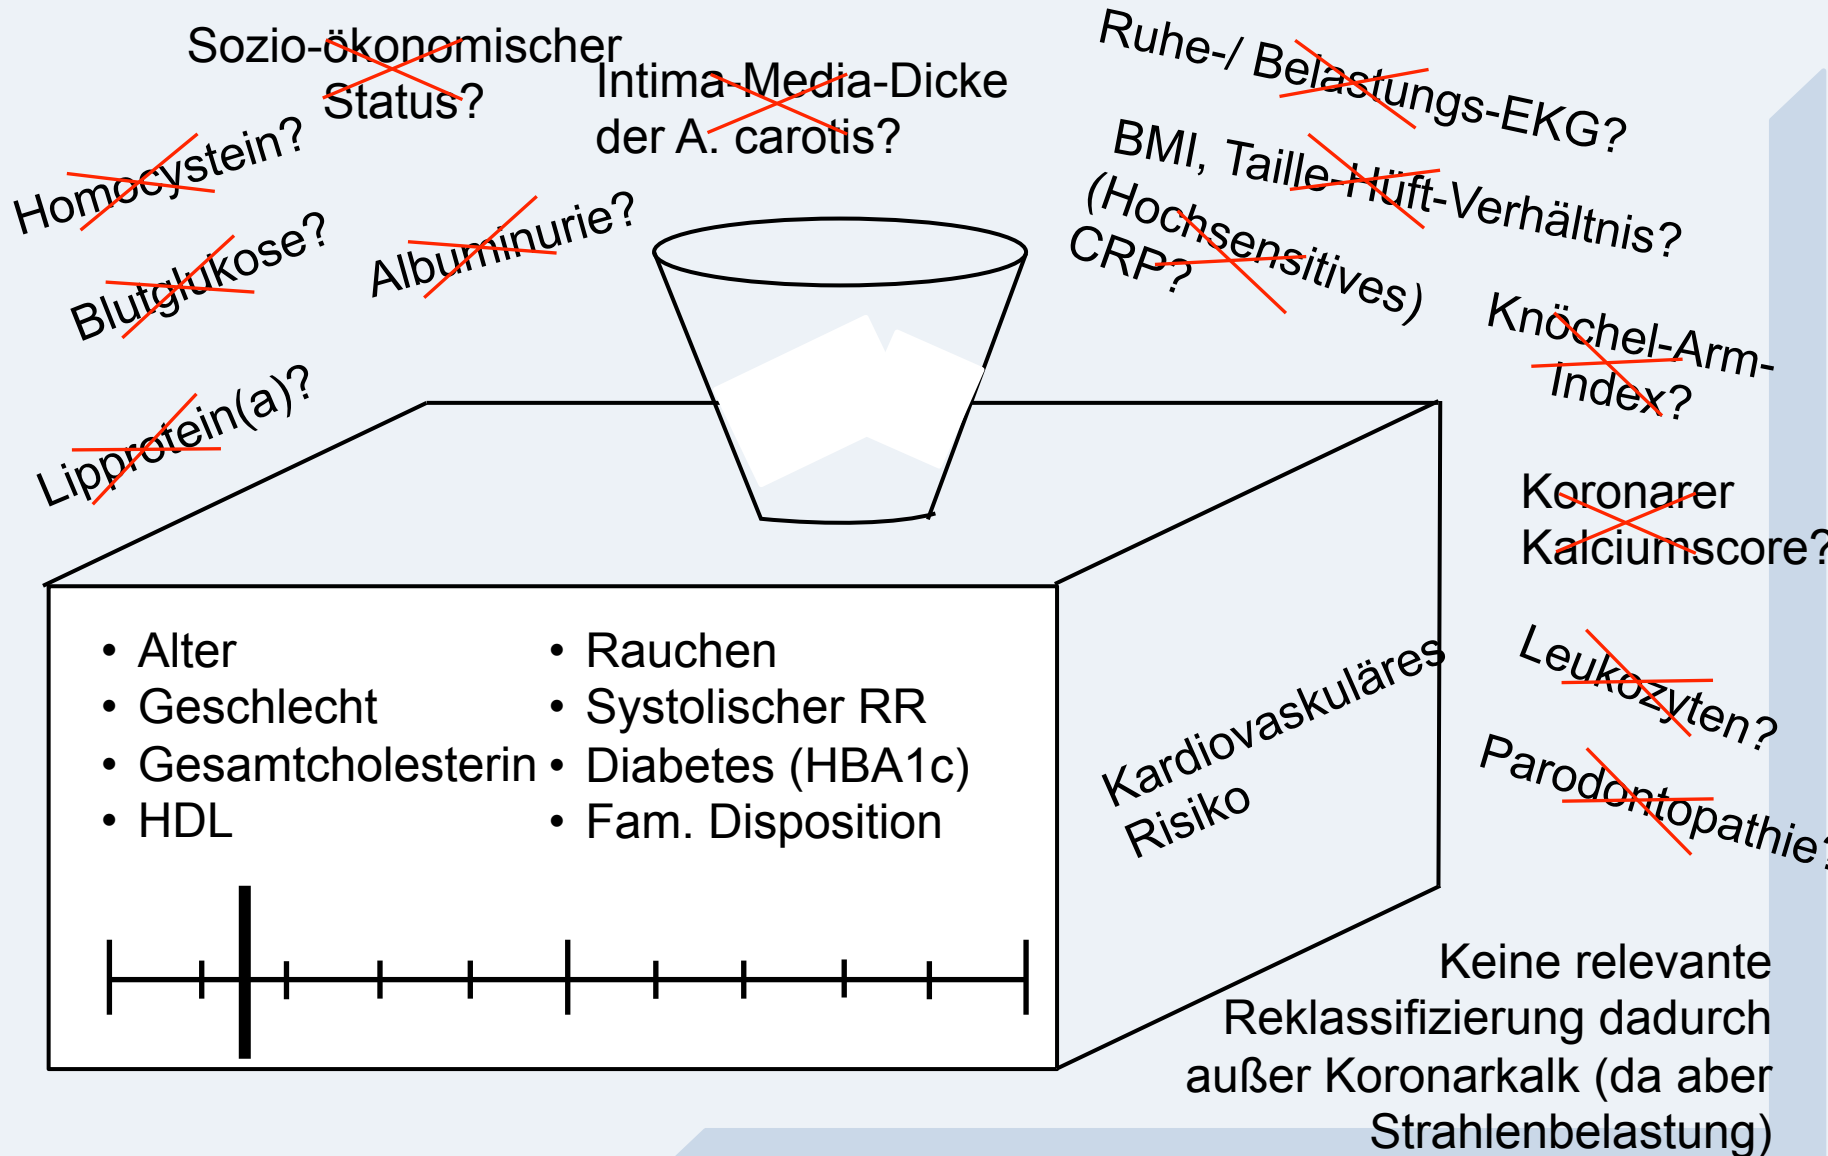 Sozio-ökonomischer
Status?
Intima-Media-Dicke
der A. carotis?
Ruhe-/ Belastungs-EKG?
Homocystein?
BMI, Taille-Hüft-Verhältnis?
Blutglukose?
Albuminurie?
(Hochsensitives)
CRP?
Knöchel-Arm-
Index?
Lipprotein(a)?
Koronarer
Kalciumscore?
Leukozyten?
Parodontopathie?
• Alter
• Geschlecht
• Gesamtcholesterin
• HDL
• Rauchen
• Systolischer RR
• Diabetes (HBA1c)
• Fam. Disposition
Kardiovaskuläres
Risiko
Keine relevante
Reklassifizierung dadurch
außer Koronarkalk (da aber
Strahlenbelastung)